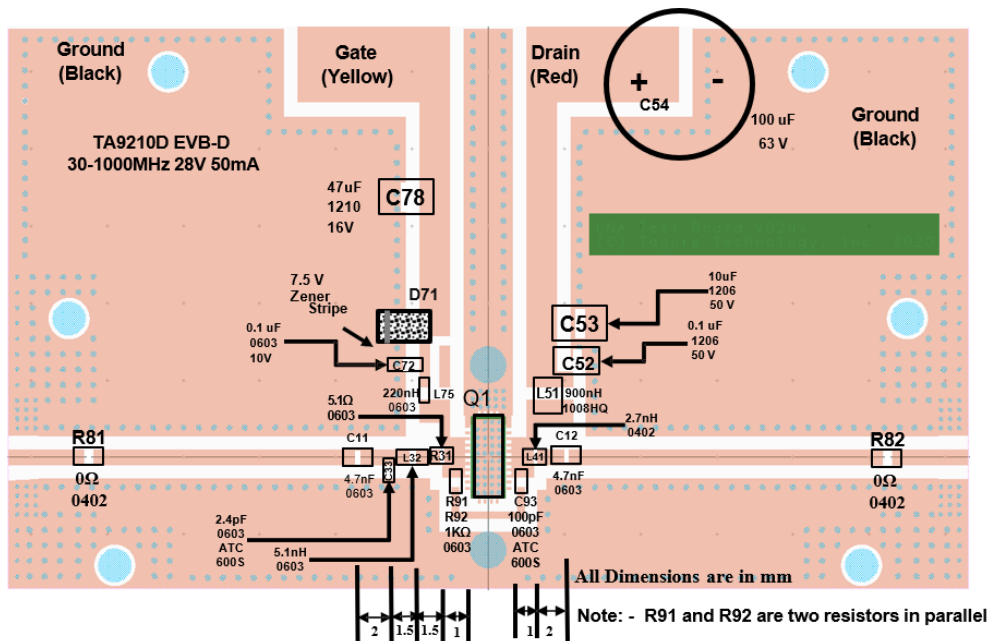 Ground
(Black)
Gate
(Yellow)
Drain
(Red)
+
-
C54
100 uF
63 V
Ground
(Black)
TA9210D EVB-D
30-1000MHz 28V 50mA
47uF
1210
16V
C78
7.5 V
Zener
Stripe
D71
10uF
1206
50 V
C53
0.1 uF
0603
10V
C72
0.1 uF
1206
50 V
C52
220nH
0603
L75
Q1
L51
900nH
1008HQ
5.1Ω
0603
2.7nH
0402
R81
0Ω
0402
C11
4.7nF
0603
C33
L32
R31
L41
C12
4.7nF
0603
R82
0Ω
0402
R91
R92
1KΩ
0603
C93
100pF
0603
ATC
600S
2.4pF
0603
ATC
600S
5.1nH
0603
All Dimensions are in mm
2
1.5
1.5
1
1
2
Note: - R91 and R92 are two resistors in parallel